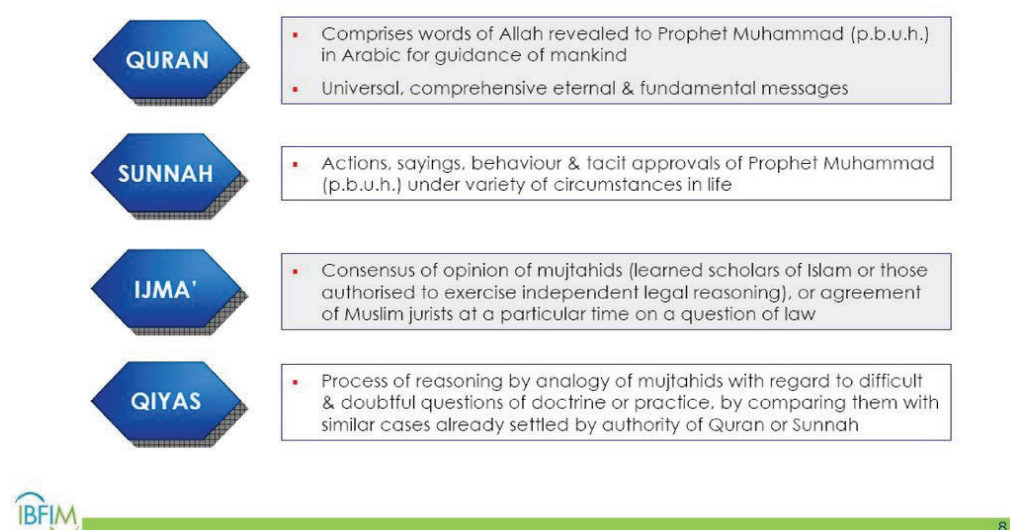 QURAN
▪ Comprises words of Allah revealed to Prophet Muhammad (p.b.u.h.)
in Arabic for guidance of mankind
▪ Universal, comprehensive eternal & fundamental messages
SUNNAH
▪ Actions, sayings, behaviour & tacit approvals of Prophet Muhammad
(p.b.u.h.) under variety of circumstances in life
IJMA'
▪ Consensus of opinion of mujtahids (learned scholars of Islam or those
authorised to exercise independent legal reasoning), or agreement
of Muslim jurists at a particular time on a question of law
QIYAS
▪ Process of reasoning by analogy of mujtahids with regard to difficult
& doubtful questions of doctrine or practice, by comparing them with
similar cases already settled by authority of Quran or Sunnah
IBFIM
8